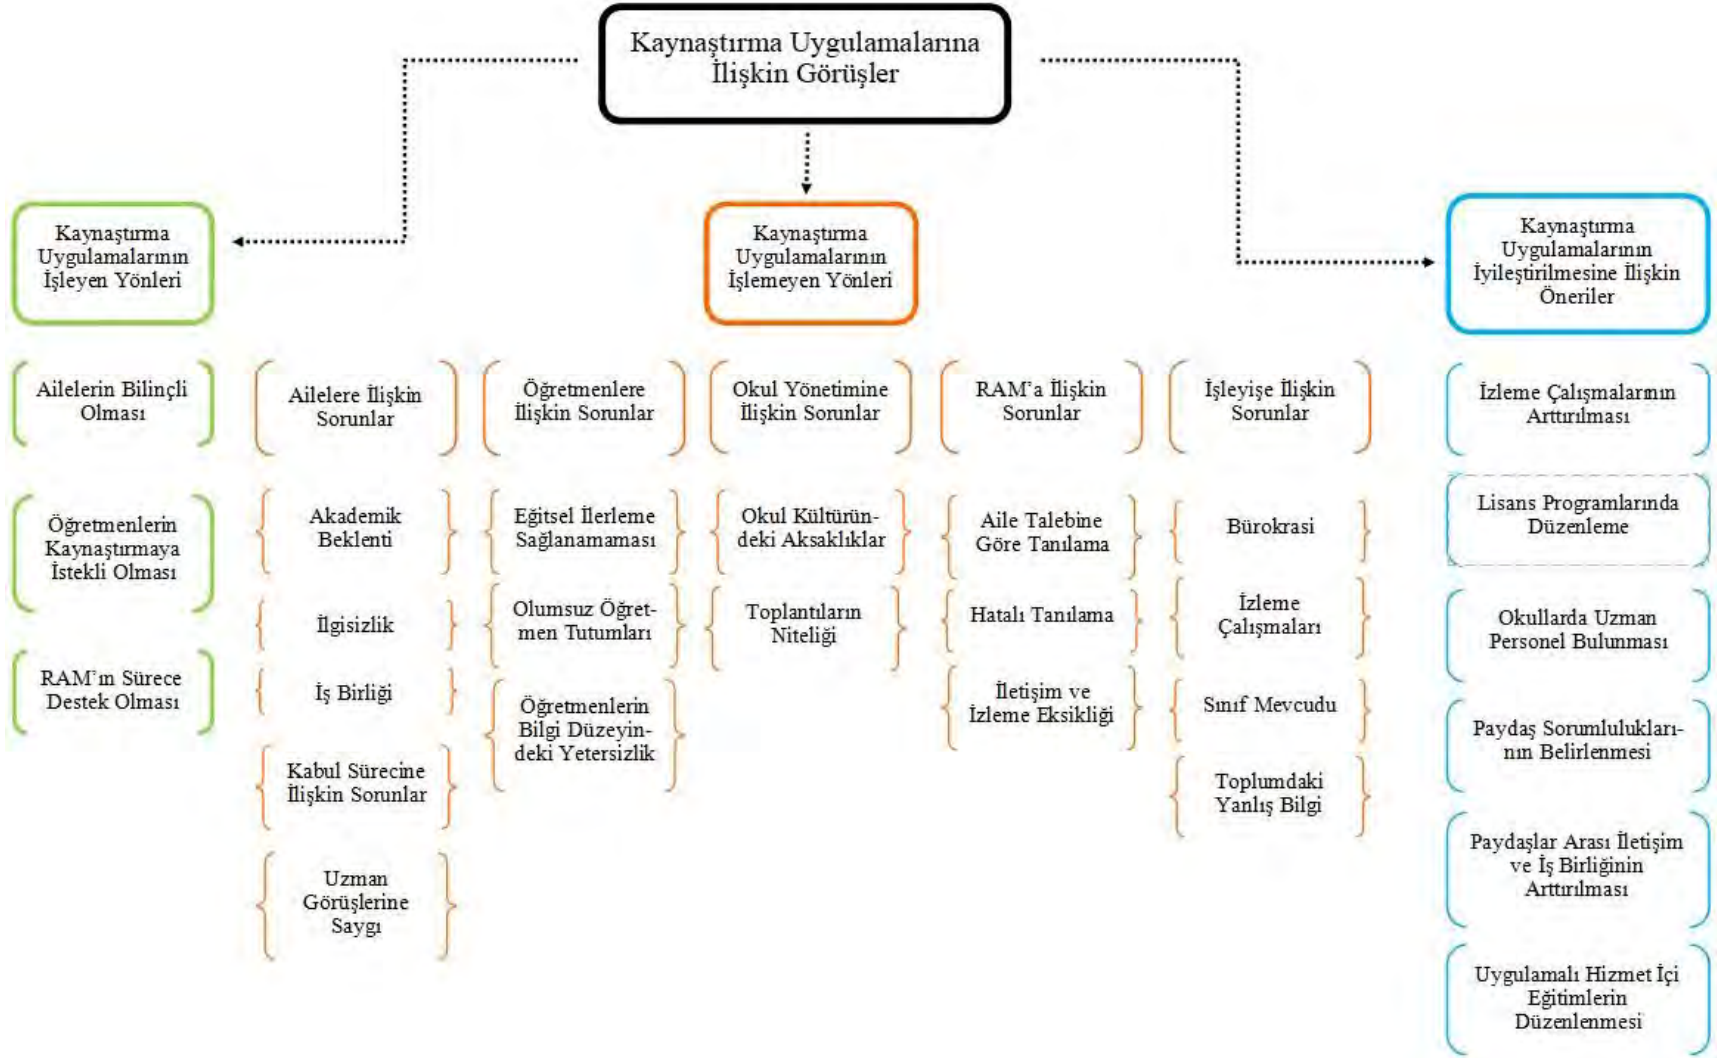 Kaynaştırma Uygulamalarına
İlişkin Görüşler
Kaynaştırma
Uygulamalarının
İşleyen Yönleri
Kaynaştırma
Uygulamalarının
İşlemeyen Yönleri
Kaynaştırma
Uygulamalarının
İyileştirilmesine İlişkin
Öneriler
Ailelerin Bilinçli
Olması
Öğretmenlerin
Kaynaştırmaya
İstekli Olması
RAM’ın Sürece
Destek Olması
Ailelere İlişkin
Sorunlar
Akademik
Beklenti
İlgisizlik
İş Birliği
Kabul Sürecine
İlişkin Sorunlar
Uzman
Görüşlerine
Saygı
Öğretmenlere
İlişkin Sorunlar
Eğitsel İlerleme
Sağlanamaması
Olumsuz Öğret-
men Tutumları
Öğretmenlerin
Bilgi Düzeyin-
deki Yetersizlik
Okul Yönetimine
İlişkin Sorunlar
Okul Kültürün-
deki Aksaklıklar
Toplantıların
Niteliği
RAM’a İlişkin
Sorunlar
Aile Talebine
Göre Tanılama
Hatalı Tanılama
İletişim ve
İzleme Eksikliği
İşleyişe İlişkin
Sorunlar
Bürokrasi
İzleme
Çalışmaları
Sınıf Mevcudu
Toplumdaki
Yanlış Bilgi
İzleme Çalışmalarının
Arttırılması
Lisans Programlarında
Düzenleme
Okullarda Uzman
Personel Bulunması
Paydaş Sorumlulukları-
nın Belirlenmesi
Paydaşlar Arası İletişim
ve İş Birliğinin
Arttırılması
Uygulamalı Hizmet İçi
Eğitimlerin
Düzenlenmesi